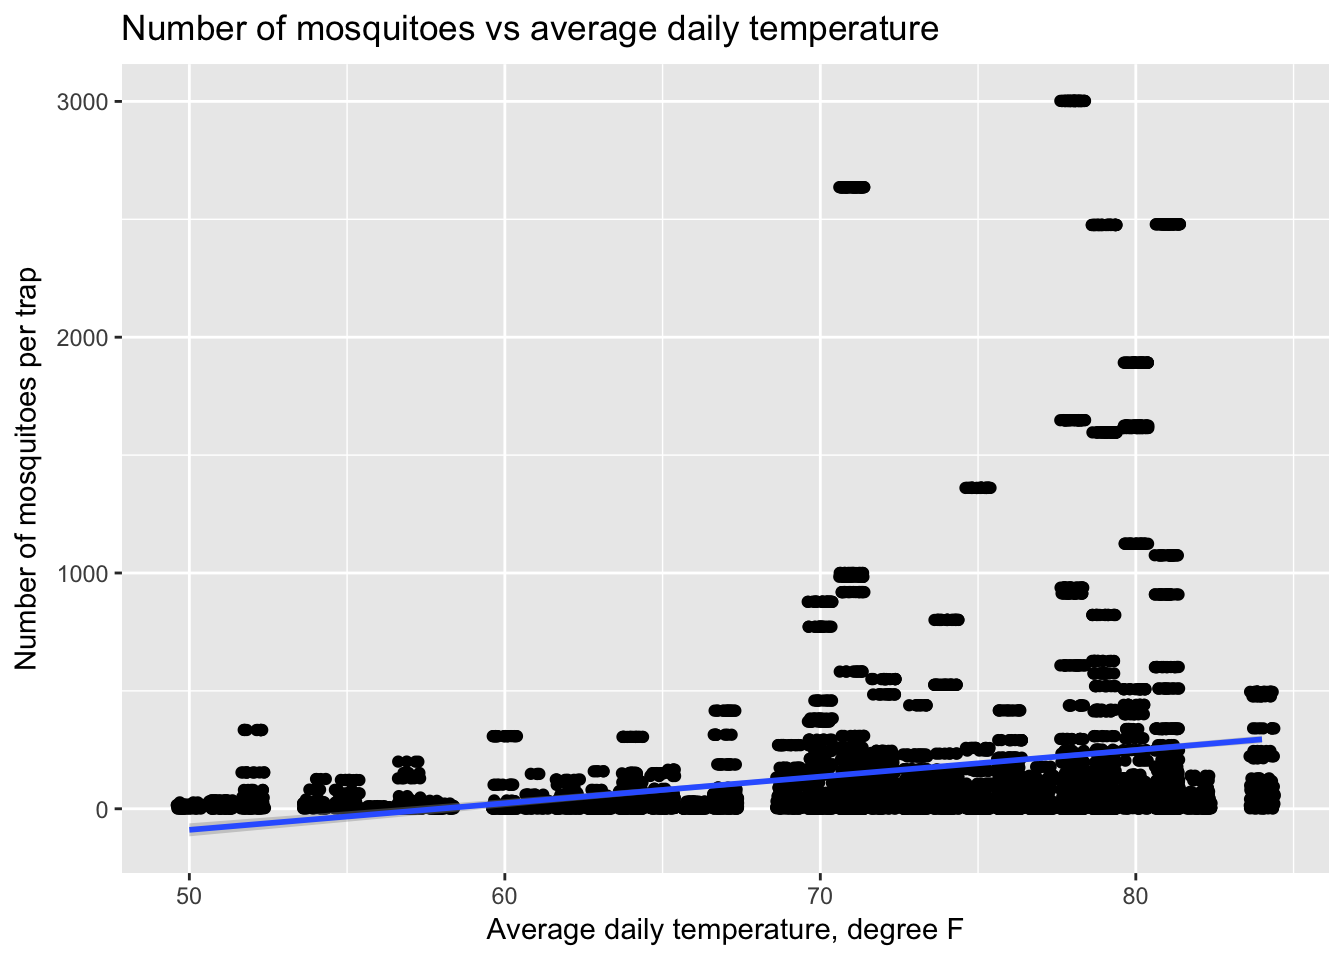 Number of mosquitoes vs average daily temperature
Number of mosquitoes per trap
3000
2000
1000
0
50 60 70 80
Average daily temperature, degree F